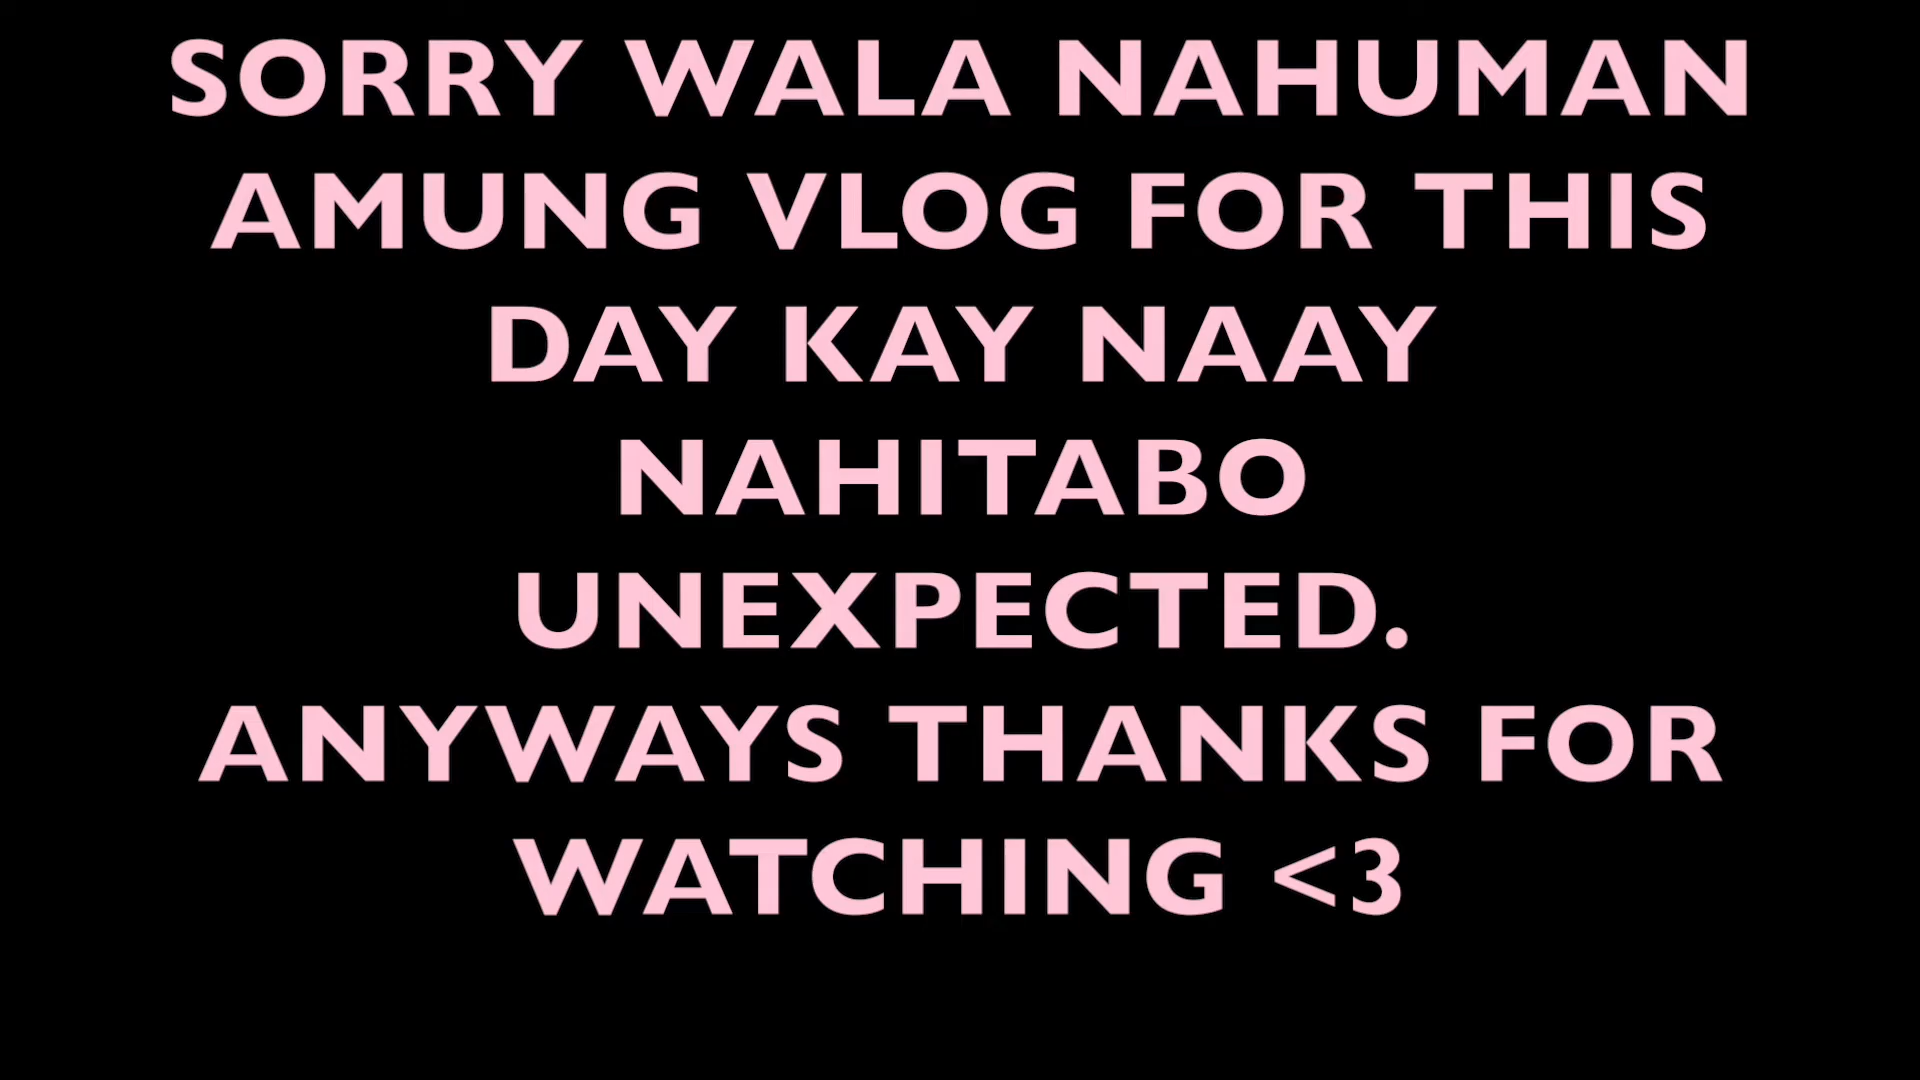 SORRY WALA NAHUMAN
AMUNG VLOG FOR THIS
DAY KAY NAAY
NAHITABO
UNEXPECTED.
ANYWAYS THANKS FOR
WATCHING <3